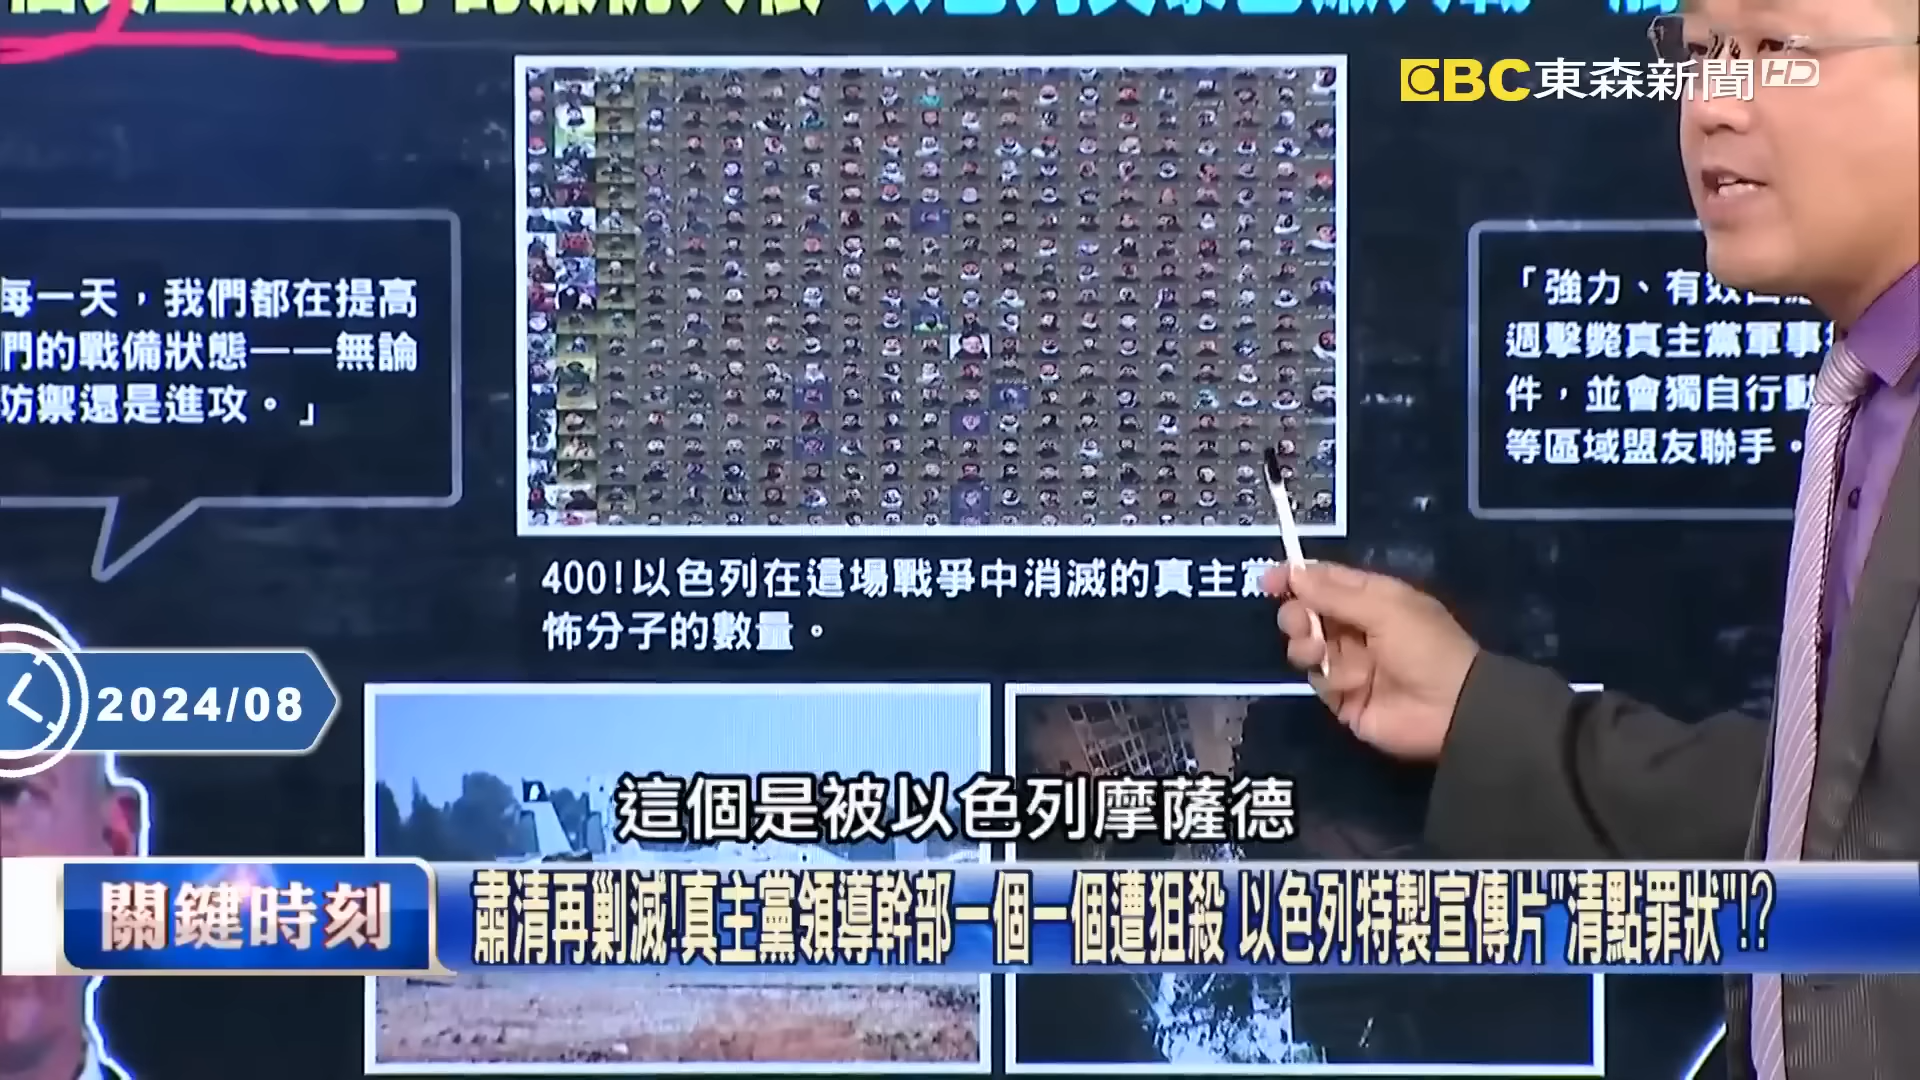 EBC東森新聞HD
每一天，我們都在提高
們的戰備狀態——無論
防禦還是進攻。」
「強力、有效
週擊斃真主黨軍事
件，並會獨自行動
等區域盟友聯手。
400!以色列在這場戰爭中消滅的真主黨
怖分子的數量。
2024/08
這個是被以色列摩薩德
關鍵時刻
肅清再剿滅!真主黨領導幹部一個一個遭狙殺 以色列特製宣傳片"清點罪狀"!?